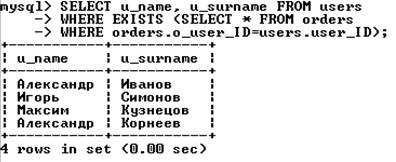 mysql> SELECT u_name, u_surname FROM users
    -> WHERE EXISTS (SELECT * FROM orders
    -> WHERE orders.o_user_ID=users.user_ID);
+-----------+-----------+
| u_name    | u_surname |
+-----------+-----------+
| Александр | Иванов    |
| Игорь     | Симонов   |
| Максим    | Кузнецов  |
| Александр | Корнеев   |
+-----------+-----------+
4 rows in set (0.00 sec)